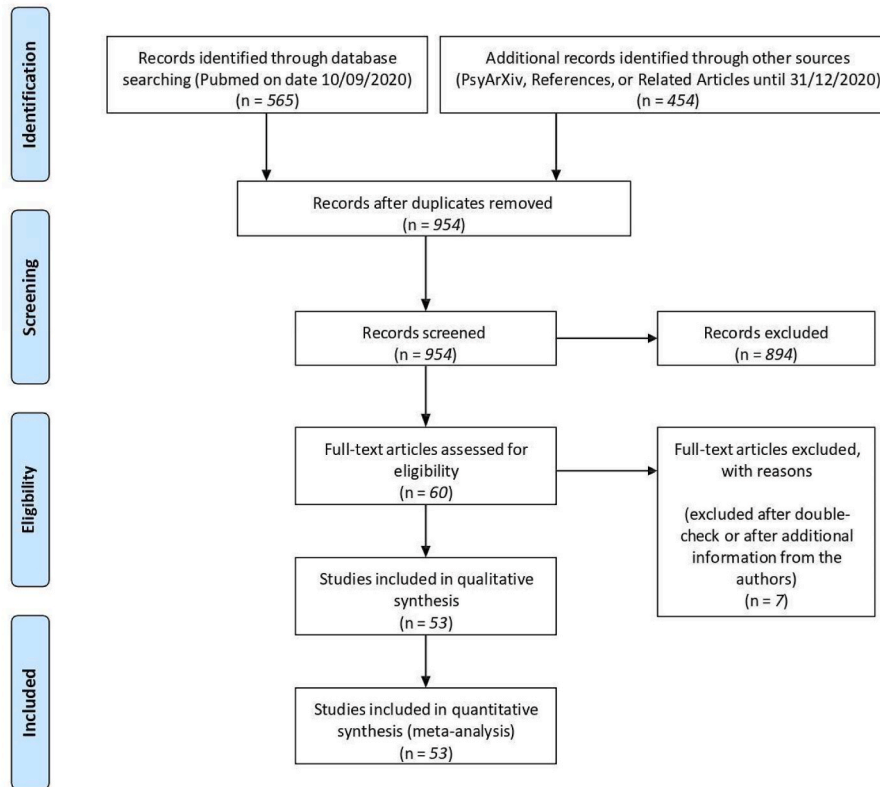 Identification
Records identified through database
searching (Pubmed on date 10/09/2020)
(n = 565)
Additional records identified through other sources
(PsyArXiv, References, or Related Articles until 31/12/2020)
(n = 454)
Records after duplicates removed
(n = 954)
Screening
Records screened
(n = 954)
Records excluded
(n = 894)
Eligibility
Full-text articles assessed for
eligibility
(n = 60)
Full-text articles excluded,
with reasons
(excluded after double-
check or after additional
information from the
authors)
(n = 7)
Studies included in qualitative
synthesis
(n = 53)
Included
Studies included in quantitative
synthesis (meta-analysis)
(n = 53)